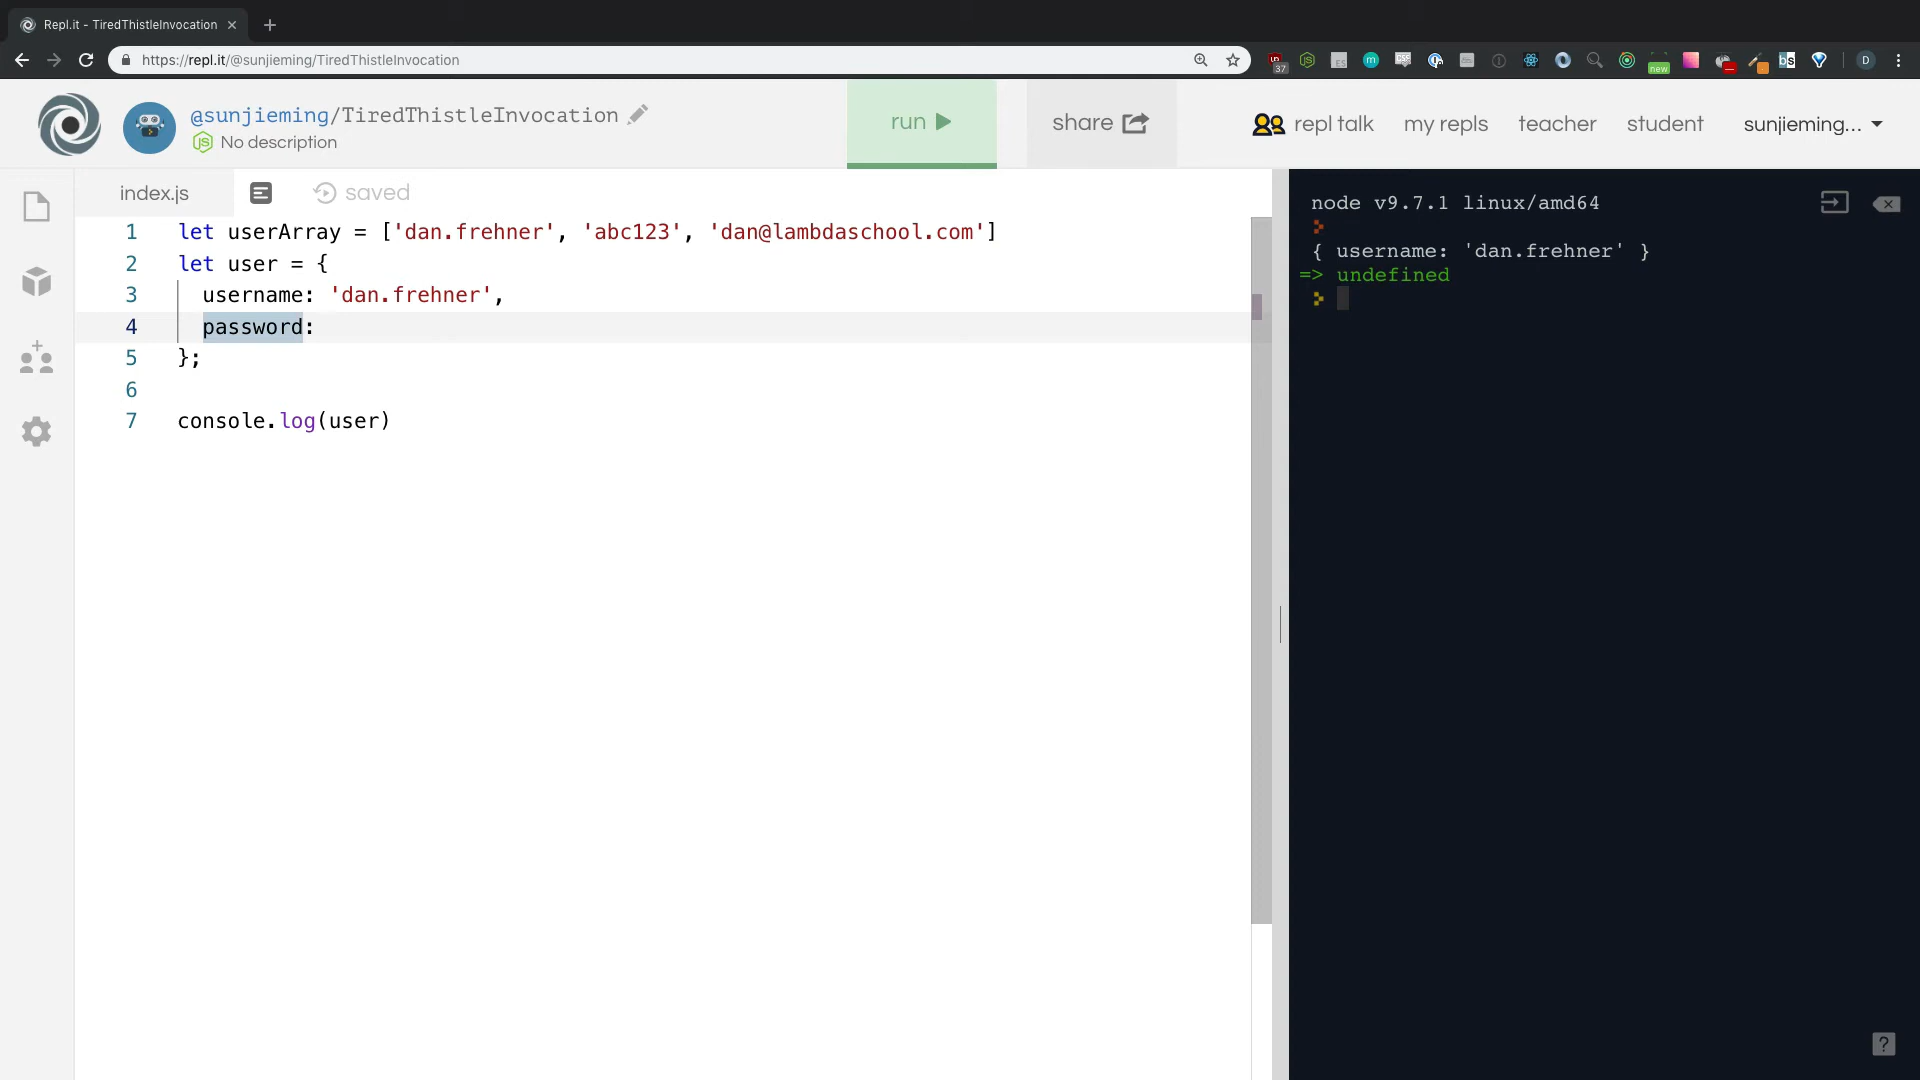 Repl.it - TiredThistleInvocation
https://repl.it/@sunjieming/TiredThistleInvocation
37
new
D
@sunjieming/TiredThistleInvocation
No description
run
share
repl talk
my repls
teacher
student
sunjieming...
index.js
saved
1 let userArray = ['dan.frehner', 'abc123', 'dan@lambdaschool.com']
2 let user = {
3 username: 'dan.frehner',
4 password:
5 };
6
7 console.log(user)
node v9.7.1 linux/amd64
{ username: 'dan.frehner' }
=> undefined
?